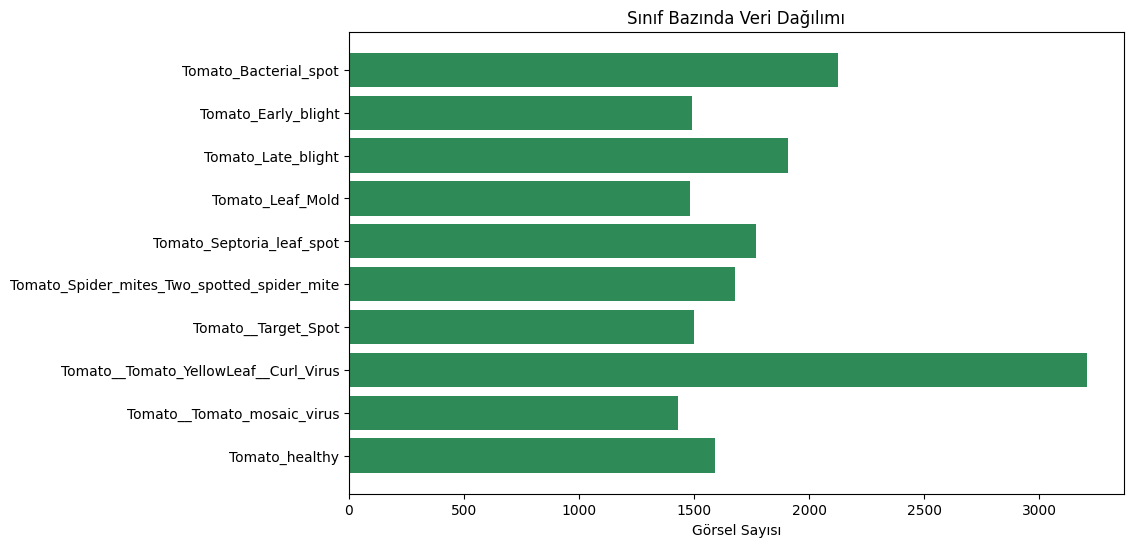 Sınıf Bazında Veri Dağılımı
Tomato_Bacterial_spot
Tomato_Early_blight
Tomato_Late_blight
Tomato_Leaf_Mold
Tomato_Septoria_leaf_spot
Tomato_Spider_mites_Two_spotted_spider_mite
Tomato__Target_Spot
Tomato__Tomato_YellowLeaf__Curl_Virus
Tomato__Tomato_mosaic_virus
Tomato_healthy
0 500 1000 1500 2000 2500 3000
Görsel Sayısı